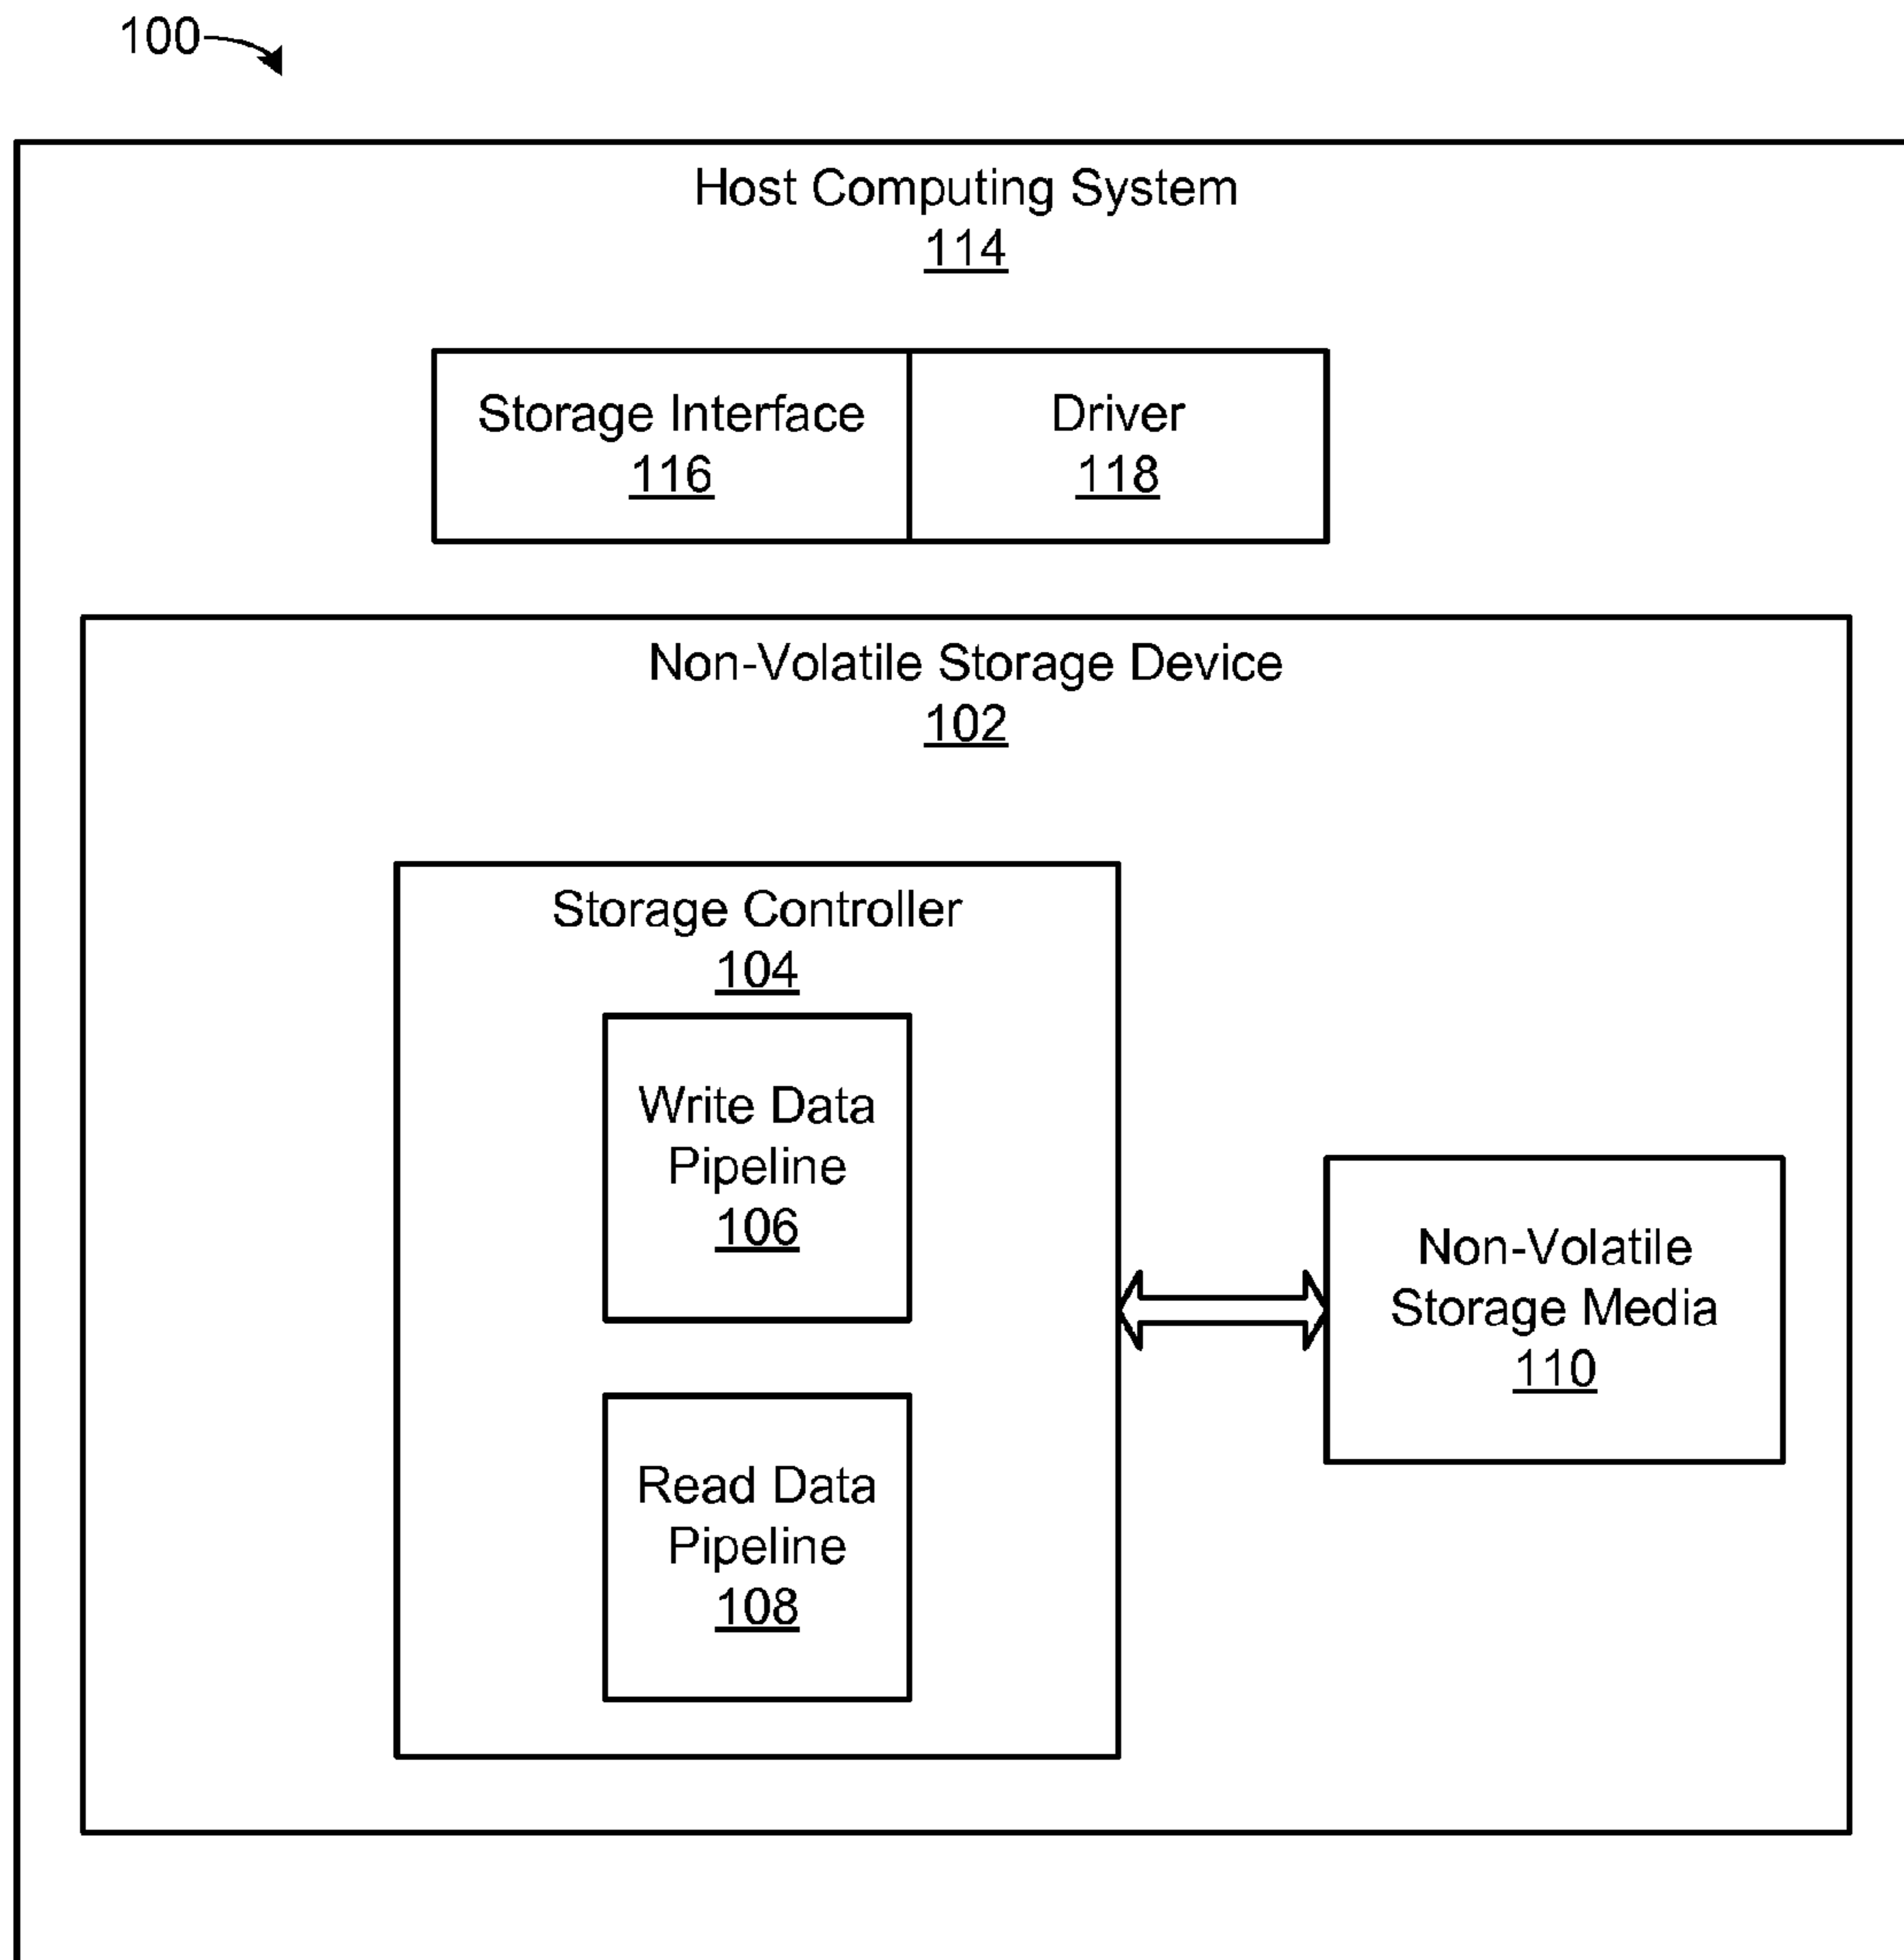 100
Host Computing System
114
Storage Interface
116
Driver
118
Non-Volatile Storage Device
102
Storage Controller
104
Write Data
Pipeline
106
Non-Volatile
Storage Media
110
Read Data
Pipeline
108